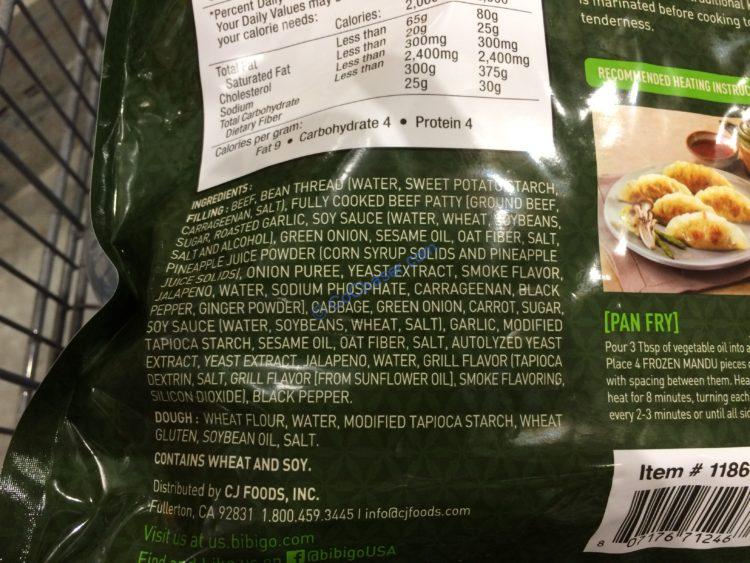 *Percent Daily
Your Daily Values may b
your calorie needs:
Calories: 2,000
Total Fat Less than 65g 80g
Saturated Fat Less than 20g 25g
Cholesterol Less than 300mg 300mg
Sodium Less than 2,400mg 2,400mg
Total Carbohydrate 300g 375g
Dietary Fiber 25g 30g
Calories per gram:
Fat 9 • Carbohydrate 4 • Protein 4
INGREDIENTS:
FILLING : BEEF, BEAN THREAD (WATER, SWEET POTATO STARCH,
CARRAGEENAN, SALT), FULLY COOKED BEEF PATTY [GROUND BEEF,
SUGAR, ROASTED GARLIC, SOY SAUCE (WATER, WHEAT, SOYBEANS,
SALT AND ALCOHOL), GREEN ONION, SESAME OIL, OAT FIBER, SALT,
PINEAPPLE JUICE POWDER (CORN SYRUP SOLIDS AND PINEAPPLE
JUICE SOLIDS), ONION PUREE, YEAST EXTRACT, SMOKE FLAVOR,
JALAPENO, WATER, SODIUM PHOSPHATE, CARRAGEENAN, BLACK
PEPPER, GINGER POWDER], CABBAGE, GREEN ONION, CARROT, SUGAR,
SOY SAUCE (WATER, SOYBEANS, WHEAT, SALT), GARLIC, MODIFIED
TAPIOCA STARCH, SESAME OIL, OAT FIBER, SALT, AUTOLYZED YEAST
EXTRACT, YEAST EXTRACT, JALAPENO, WATER, GRILL FLAVOR (TAPIOCA
DEXTRIN, SALT, GRILL FLAVOR [FROM SUNFLOWER OIL], SMOKE FLAVORING,
SILICON DIOXIDE), BLACK PEPPER.
DOUGH : WHEAT FLOUR, WATER, MODIFIED TAPIOCA STARCH, WHEAT
GLUTEN, SOYBEAN OIL, SALT.
CONTAINS WHEAT AND SOY.
Distributed by CJ FOODS, INC.
Fullerton, CA 92831 1.800.459.3445 I info@cjfoods.com
Visit us at us.bibigo.com
Find and Like us on f @bibigoUSA
is marinated before cooking
tenderness.
RECOMMENDED HEATING INSTRUC
[PAN FRY]
Pour 3 Tbsp of vegetable oil into a
Place 4 FROZEN MANDU pieces
with spacing between them. Hea
heat for 8 minutes, turning each
every 2-3 minutes or until all sid
Item # 1186
8 07176 71246